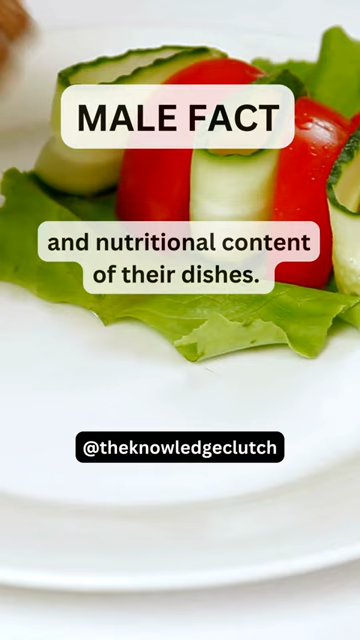 MALE FACT
and nutritional content
of their dishes.
@theknowledgeclutch